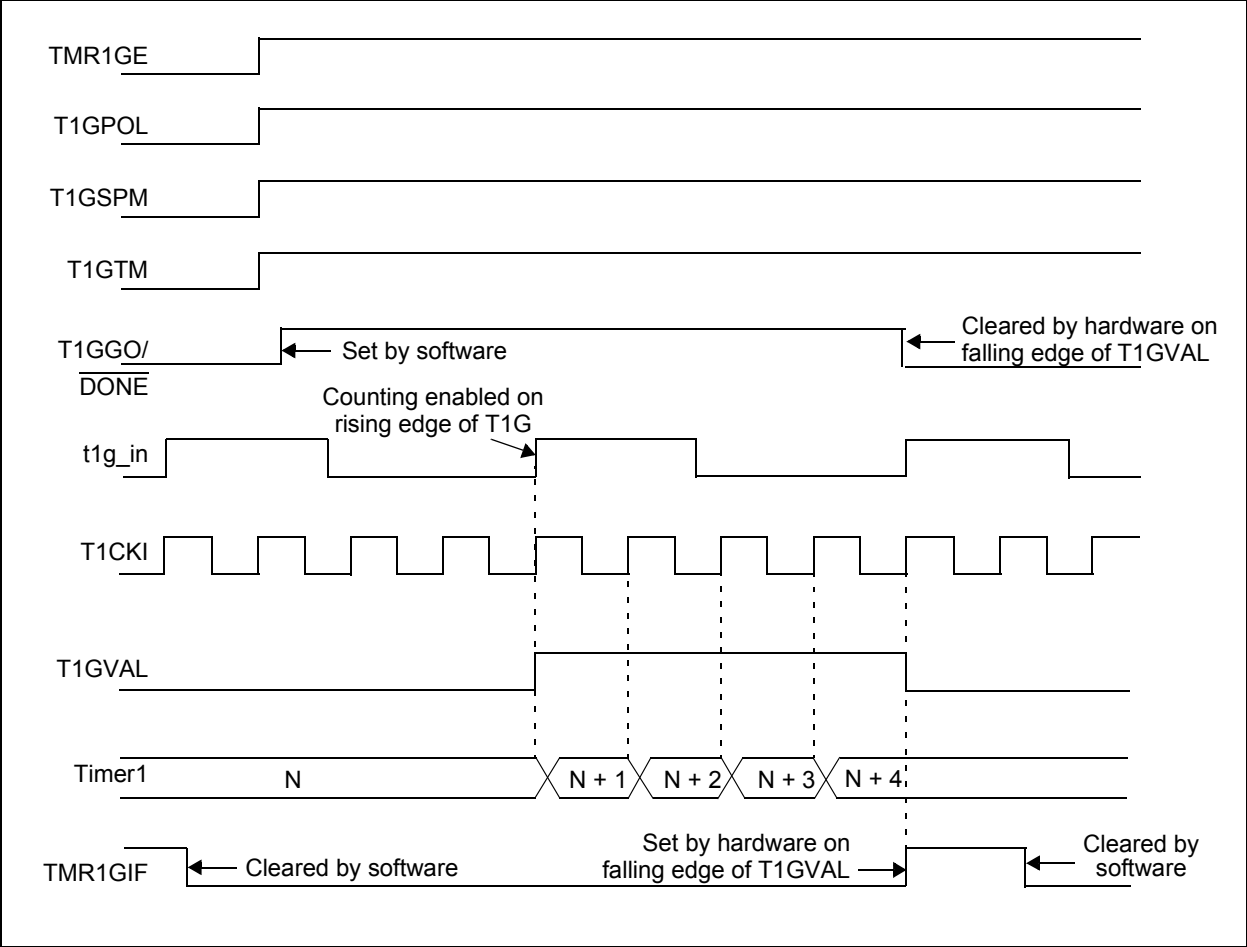 TMR1GE
T1GPOL
T1GSPM
T1GTM
T1GGO/
DONE
Set by software
Cleared by hardware on
falling edge of T1GVAL
Counting enabled on
rising edge of T1G
t1g_in
T1CKI
T1GVAL
Timer1
N
N + 1
N + 2
N + 3
N + 4
TMR1GIF
Cleared by software
Set by hardware on
falling edge of T1GVAL
Cleared by
software